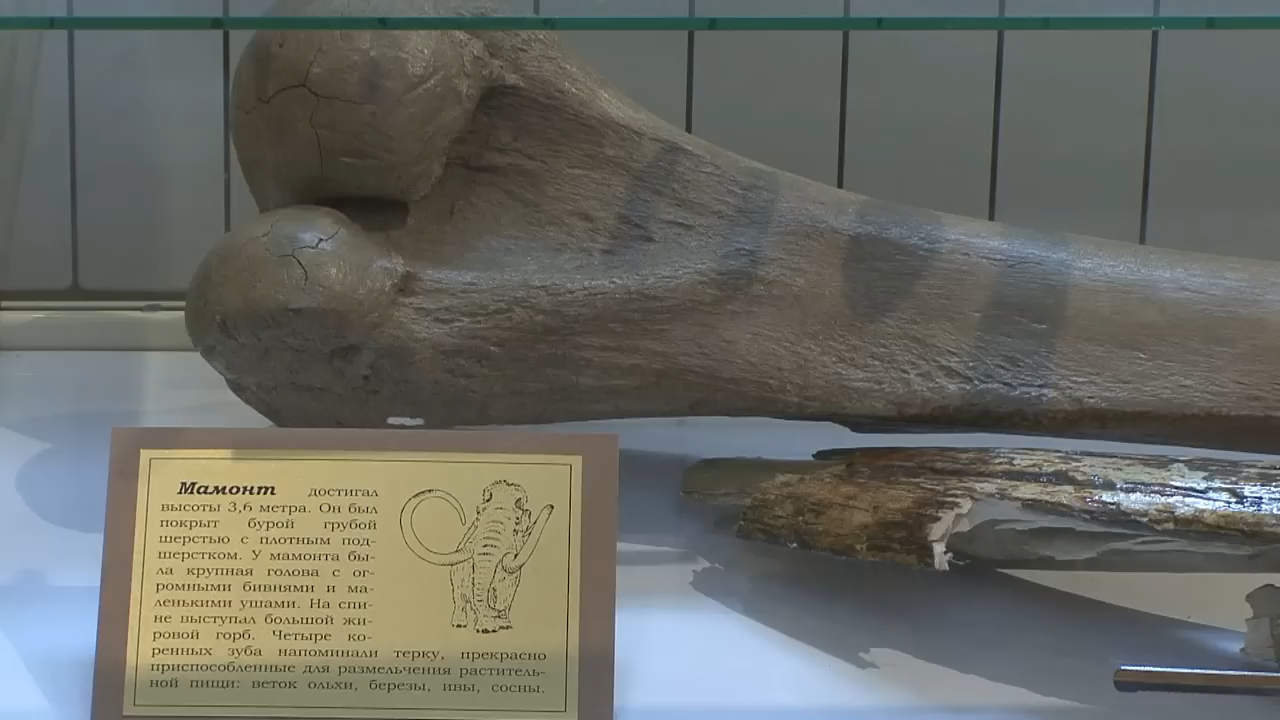 Мамонт достигал
высоты 3,6 метра. Он был
покрыт бурой грубой
шерстью с плотным под-
шерстком. У мамонта бы-
ла крупная голова с ог-
ромными бивнями и ма-
ленькими ушами. На спи-
не выступал большой жи-
ровой горб. Четыре ко-
ренных зуба напоминали терку, прекрасно
приспособленные для размельчения раститель-
ной пищи: веток ольхи, березы, ивы, сосны.